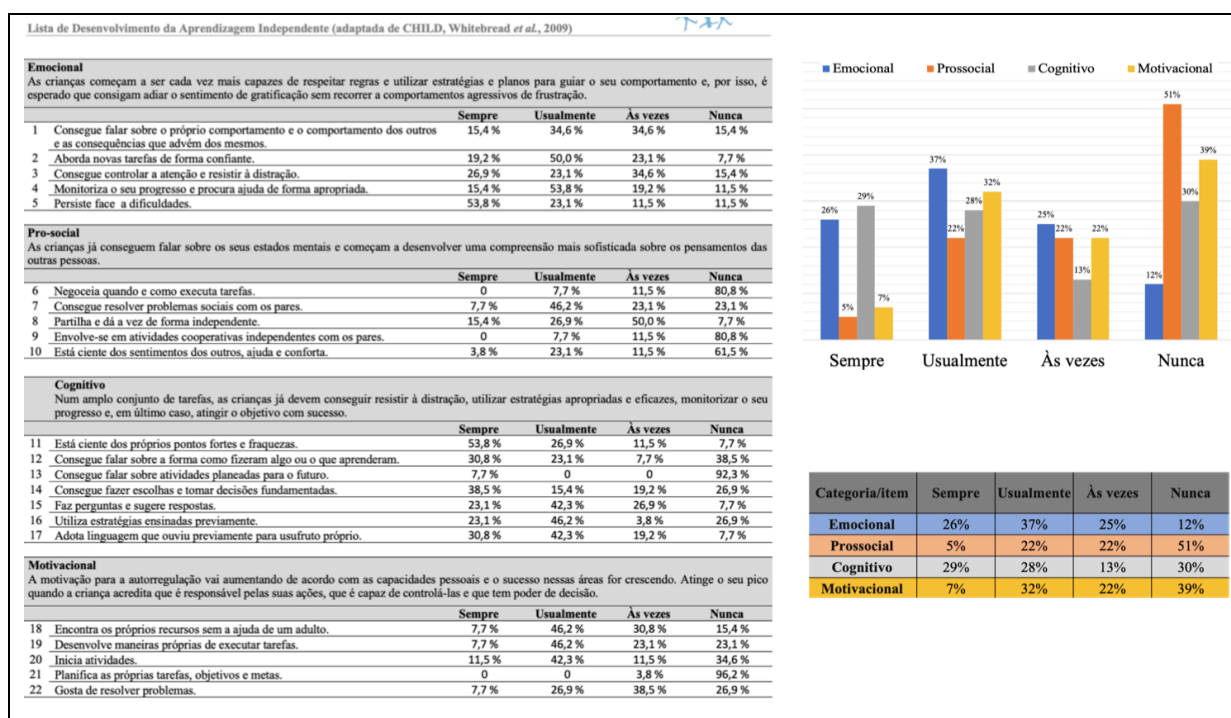 Lista de Desenvolvimento da Aprendizagem Independente (adaptada de CHILD, Whitebread et al., 2009)
Emocional
As crianças começam a ser cada vez mais capazes de respeitar regras e utilizar estratégias e planos para guiar o seu comportamento e, por isso, é
esperado que consigam adiar o sentimento de gratificação sem recorrer a comportamentos agressivos de frustração.
Sempre Usualmente Às vezes Nunca
1 Consegue falar sobre o próprio comportamento e o comportamento dos outros 15,4 % 34,6 % 34,6 % 15,4 %
e as consequências que advém dos mesmos.
2 Aborda novas tarefas de forma confiante. 19,2 % 50,0 % 23,1 % 7,7 %
3 Consegue controlar a atenção e resistir à distração. 26,9 % 23,1 % 34,6 % 15,4 %
4 Monitoriza o seu progresso e procura ajuda de forma apropriada. 15,4 % 53,8 % 19,2 % 11,5 %
5 Persiste face a dificuldades. 53,8 % 23,1 % 11,5 % 11,5 %
Pro-social
As crianças já conseguem falar sobre os seus estados mentais e começam a desenvolver uma compreensão mais sofisticada sobre os pensamentos das
outras pessoas.
Sempre Usualmente Às vezes Nunca
6 Negoceia quando e como executa tarefas. 0 7,7 % 11,5 % 80,8 %
7 Consegue resolver problemas sociais com os pares. 7,7 % 46,2 % 23,1 % 23,1 %
8 Partilha e dá a vez de forma independente. 15,4 % 26,9 % 50,0 % 7,7 %
9 Envolve-se em atividades cooperativas independentes com os pares. 0 7,7 % 11,5 % 80,8 %
10 Está ciente dos sentimentos dos outros, ajuda e conforta. 3,8 % 23,1 % 11,5 % 61,5 %
Cognitivo
Num amplo conjunto de tarefas, as crianças já devem conseguir resistir à distração, utilizar estratégias apropriadas e eficazes, monitorizar o seu
progresso e, em último caso, atingir o objetivo com sucesso.
Sempre Usualmente Às vezes Nunca
11 Está ciente dos próprios pontos fortes e fraquezas. 53,8 % 26,9 % 11,5 % 7,7 %
12 Consegue falar sobre a forma como fizeram algo ou o que aprenderam. 30,8 % 23,1 % 7,7 % 38,5 %
13 Consegue falar sobre atividades planeadas para o futuro. 7,7 % 0 0 92,3 %
14 Consegue fazer escolhas e tomar decisões fundamentadas. 38,5 % 15,4 % 19,2 % 26,9 %
15 Faz perguntas e sugere respostas. 23,1 % 42,3 % 26,9 % 7,7 %
16 Utiliza estratégias ensinadas previamente. 23,1 % 46,2 % 3,8 % 26,9 %
17 Adota linguagem que ouviu previamente para usufruto próprio. 30,8 % 42,3 % 19,2 % 7,7 %
Motivacional
A motivação para a autorregulação vai aumentando de acordo com as capacidades pessoais e o sucesso nessas áreas for crescendo. Atinge o seu pico
quando a criança acredita que é responsável pelas suas ações, que é capaz de controlá-las e que tem poder de decisão.
Sempre Usualmente Às vezes Nunca
18 Encontra os próprios recursos sem a ajuda de um adulto. 7,7 % 46,2 % 30,8 % 15,4 %
19 Desenvolve maneiras próprias de executar tarefas. 7,7 % 46,2 % 23,1 % 23,1 %
20 Inicia atividades. 11,5 % 42,3 % 11,5 % 34,6 %
21 Planifica as próprias tarefas, objetivos e metas. 0 0 3,8 % 96,2 %
22 Gosta de resolver problemas. 7,7 % 26,9 % 38,5 % 26,9 %
Emocional Prossocial Cognitivo Motivacional
26% 5% 29% 7%
37% 22% 28% 32%
25% 22% 13% 22%
12% 51% 30% 39%
Sempre Usualmente Às vezes Nunca
Categoria/item Sempre Usualmente Às vezes Nunca
Emocional 26% 37% 25% 12%
Prossocial 5% 22% 22% 51%
Cognitivo 29% 28% 13% 30%
Motivacional 7% 32% 22% 39%